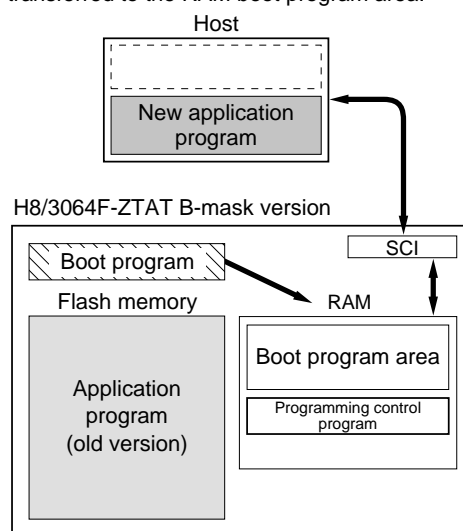 transferred to the RAM boot program area.
Host
New application
program
H8/3064F-ZTAT B-mask version
SCI
Boot program
Flash memory
RAM
Application
program
(old version)
Boot program area
Programming control
program